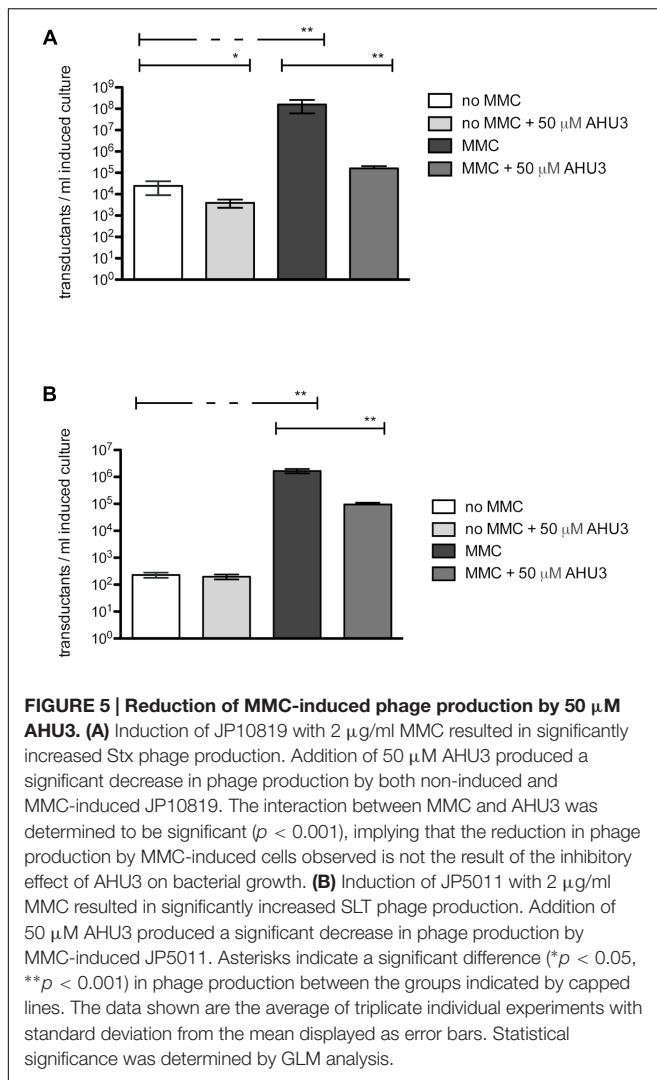 A
**
*
**
transductants / ml induced culture
10⁹
10⁸
10⁷
10⁶
10⁵
10⁴
10³
10²
10¹
10⁰
no MMC
no MMC + 50 μM AHU3
MMC
MMC + 50 μM AHU3
B
**
**
transductants / ml induced culture
10⁷
10⁶
10⁵
10⁴
10³
10²
10¹
10⁰
no MMC
no MMC + 50 μM AHU3
MMC
MMC + 50 μM AHU3
FIGURE 5 | Reduction of MMC-induced phage production by 50 μM
AHU3. (A) Induction of JP10819 with 2 μg/ml MMC resulted in significantly
increased Stx phage production. Addition of 50 μM AHU3 produced a
significant decrease in phage production by both non-induced and
MMC-induced JP10819. The interaction between MMC and AHU3 was
determined to be significant (p < 0.001), implying that the reduction in phage
production by MMC-induced cells observed is not the result of the inhibitory
effect of AHU3 on bacterial growth. (B) Induction of JP5011 with 2 μg/ml
MMC resulted in significantly increased SLT phage production. Addition of
50 μM AHU3 produced a significant decrease in phage production by
MMC-induced JP5011. Asterisks indicate a significant difference (*p < 0.05,
**p < 0.001) in phage production between the groups indicated by capped
lines. The data shown are the average of triplicate individual experiments with
standard deviation from the mean displayed as error bars. Statistical
significance was determined by GLM analysis.